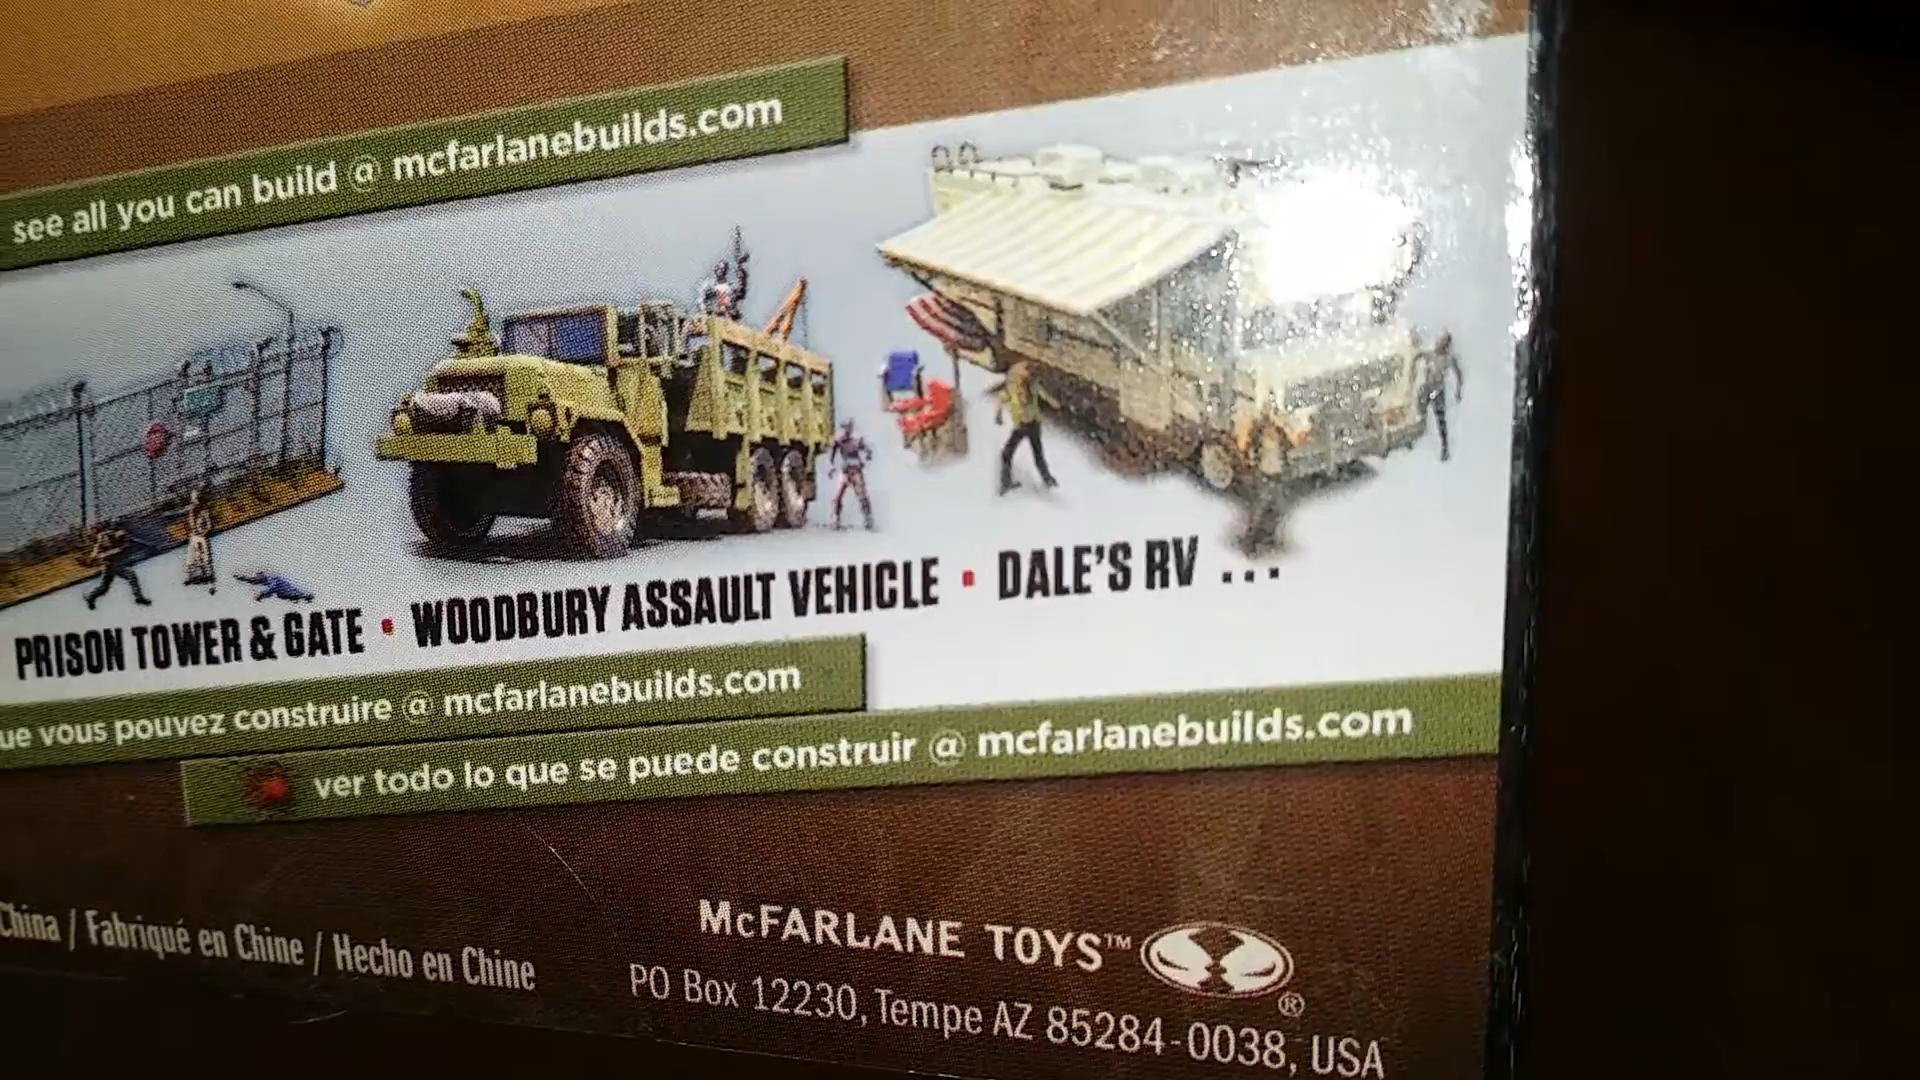 see all you can build @ mcfarlanebuilds.com
PRISON TOWER & GATE • WOODBURY ASSAULT VEHICLE • DALE'S RV ...
ue vous pouvez construire @ mcfarlanebuilds.com
ver todo lo que se puede construir @ mcfarlanebuilds.com
China / Fabriqué en Chine / Hecho en Chine
McFARLANE TOYS™
®
PO Box 12230, Tempe AZ 85284-0038, USA